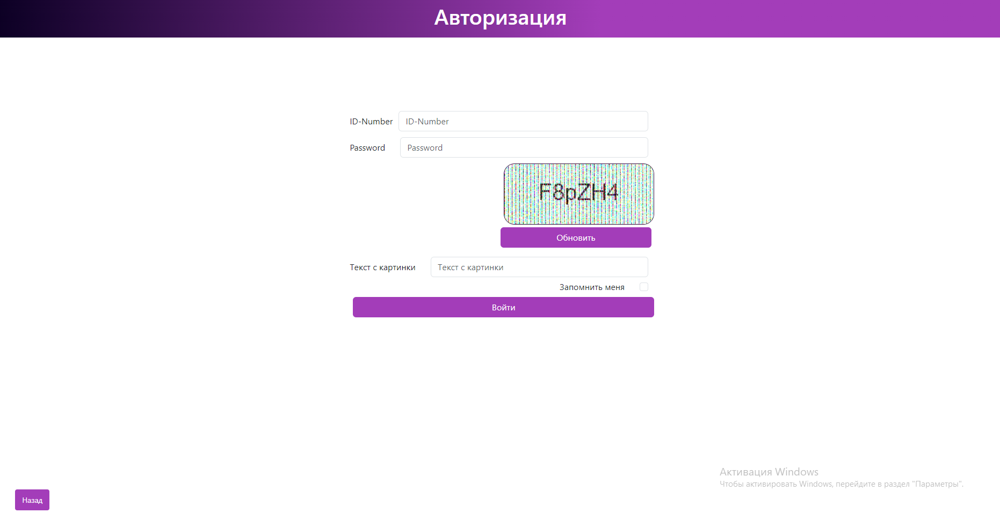 Авторизация
ID-Number ID-Number
Password Password
F8pZH4
Обновить
Текст с картинки Текст с картинки
Запомнить меня
Войти
Активация Windows
Чтобы активировать Windows, перейдите в раздел "Параметры".
Назад